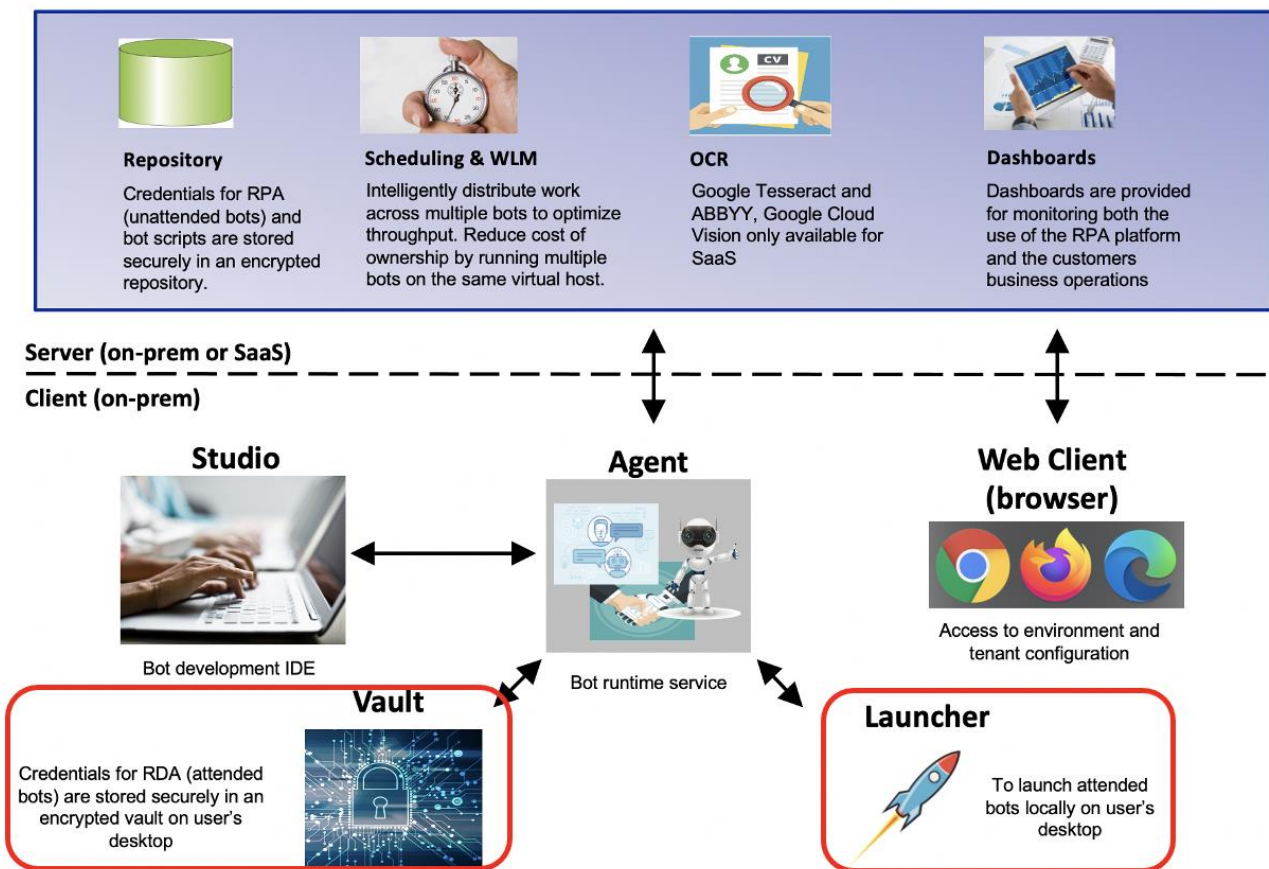 CV
Repository
Credentials for RPA
(unattended bots) and
bot scripts are stored
securely in an encrypted
repository.
Scheduling & WLM
Intelligently distribute work
across multiple bots to optimize
throughput. Reduce cost of
ownership by running multiple
bots on the same virtual host.
OCR
Google Tesseract and
ABBYY, Google Cloud
Vision only available for
SaaS
Dashboards
Dashboards are provided
for monitoring both the
use of the RPA platform
and the customers
business operations
Server (on-prem or SaaS)
Client (on-prem)
Studio
Bot development IDE
Agent
Bot runtime service
Web Client
(browser)
Access to environment and
tenant configuration
Vault
Credentials for RDA (attended
bots) are stored securely in an
encrypted vault on user's
desktop
Launcher
To launch attended
bots locally on user's
desktop